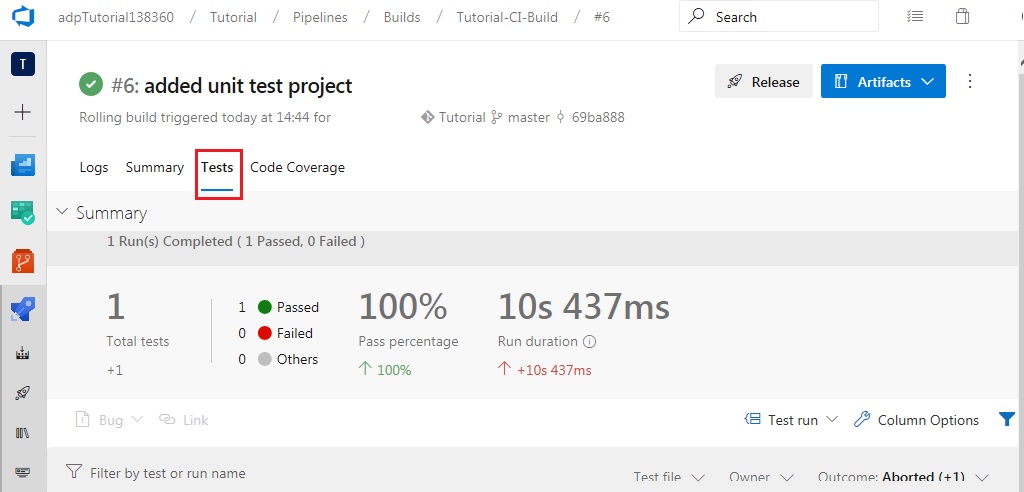 adpTutorial138360 / Tutorial / Pipelines / Builds / Tutorial-CI-Build / #6 Search
T
#6: added unit test project
Release Artifacts
Rolling build triggered today at 14:44 for Tutorial master 69ba888
Logs Summary Tests Code Coverage
Summary
1 Run(s) Completed ( 1 Passed, 0 Failed )
1
Total tests
+1
1 Passed
0 Failed
0 Others
100%
Pass percentage
100%
10s 437ms
Run duration
+10s 437ms
Bug Link Test run Column Options
Filter by test or run name Test file Owner Outcome: Aborted (+1)